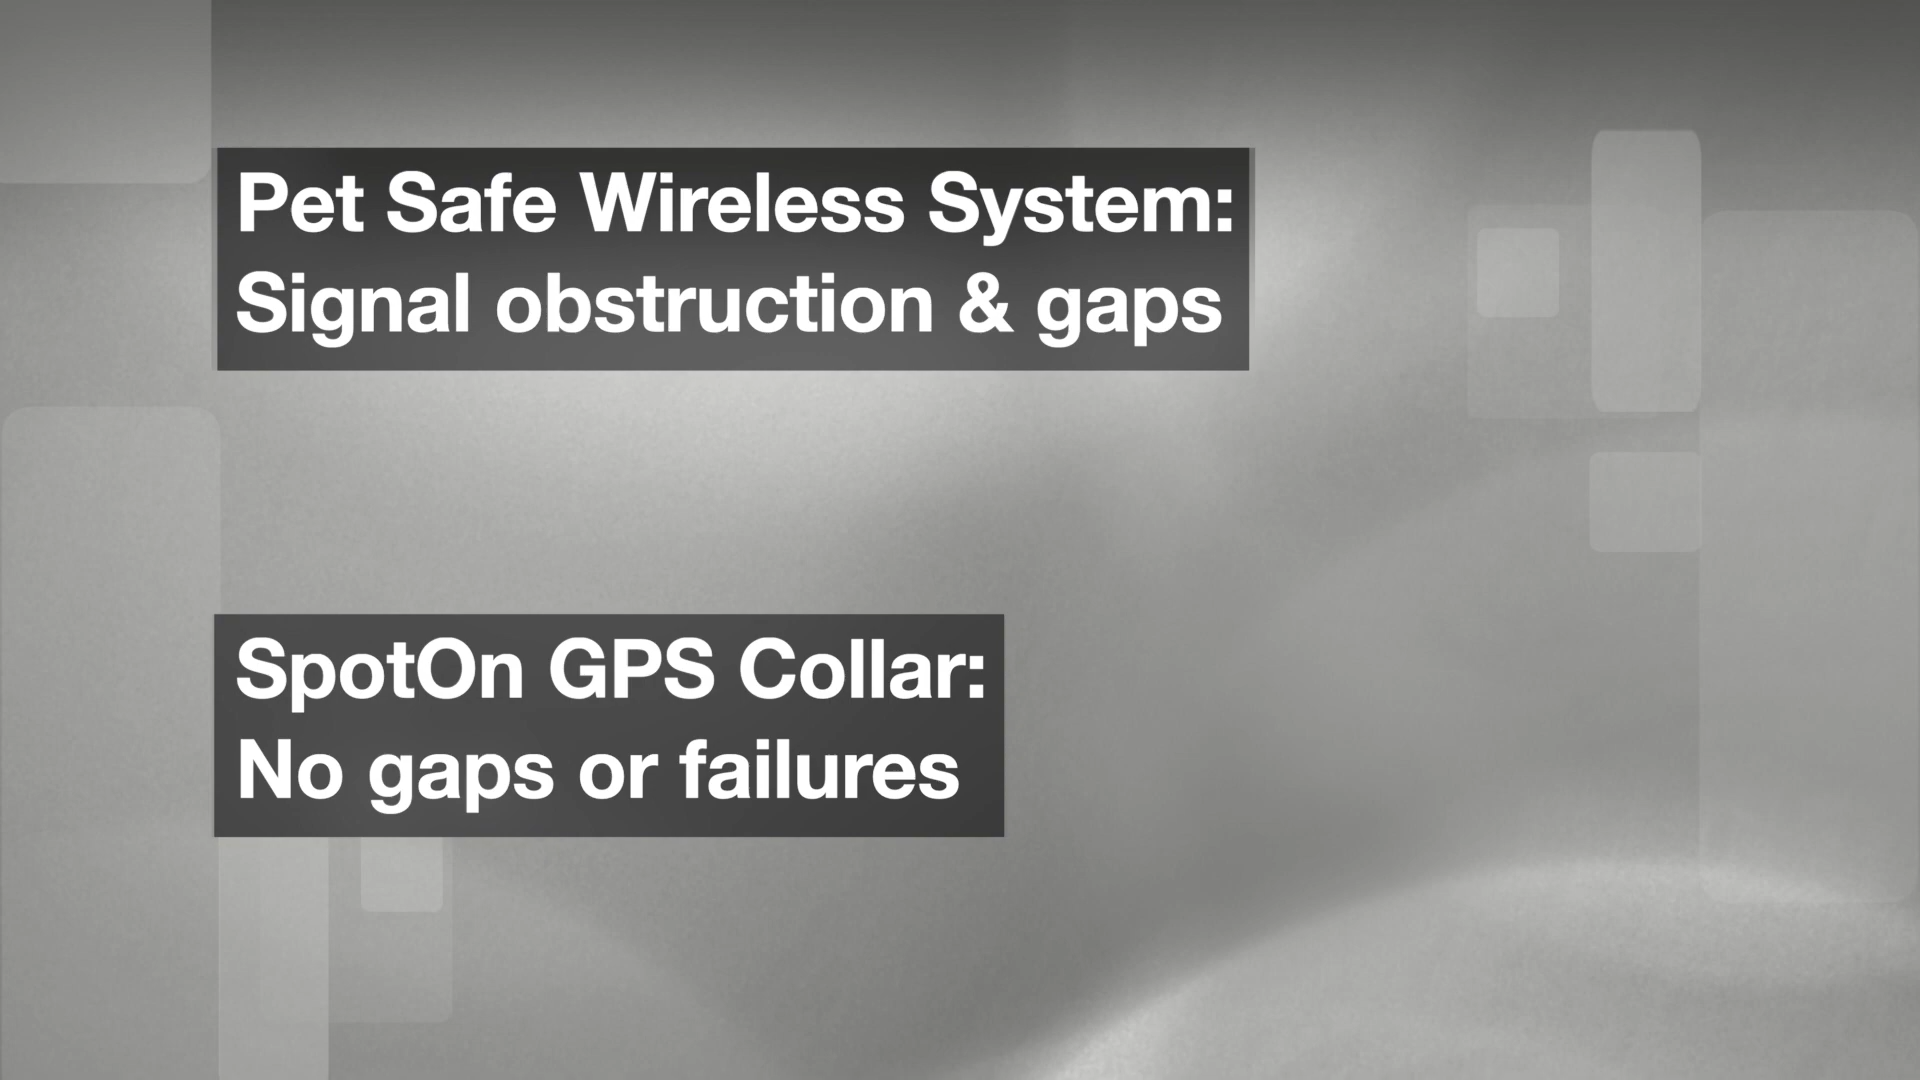 Pet Safe Wireless System:
Signal obstruction & gaps
SpotOn GPS Collar:
No gaps or failures